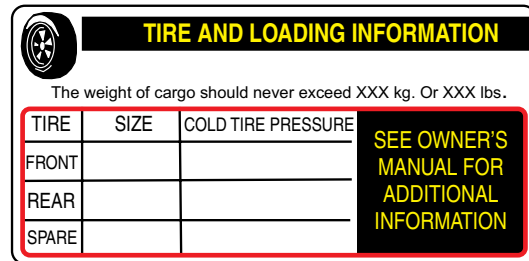 TIRE AND LOADING INFORMATION
The weight of cargo should never exceed XXX kg. Or XXX lbs.
TIRE SIZE COLD TIRE PRESSURE
FRONT
REAR
SPARE
SEE OWNER'S
MANUAL FOR
ADDITIONAL
INFORMATION